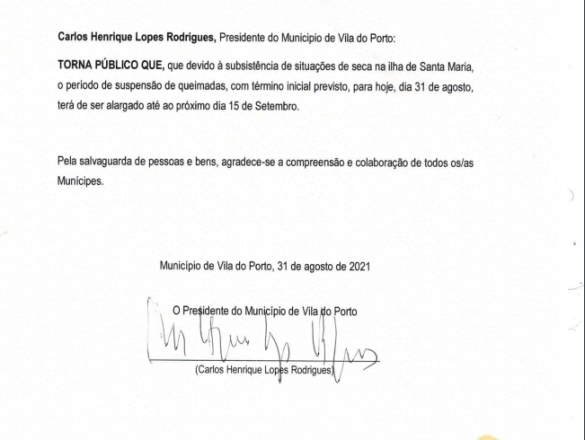 Carlos Henrique Lopes Rodrigues, Presidente do Municipio de Vila do Porto:
TORNA PÚBLICO QUE, que devido à subsistência de situações de seca na ilha de Santa Maria,
o período de suspensão de queimadas, com término inicial previsto, para hoje, dia 31 de agosto,
terá de ser alargado até ao próximo dia 15 de Setembro.
Pela salvaguarda de pessoas e bens, agradece-se a compreensão e colaboração de todos os/as
Munícipes.
Município de Vila do Porto, 31 de agosto de 2021
O Presidente do Município de Vila do Porto
(Carlos Henrique Lopes Rodrigues)